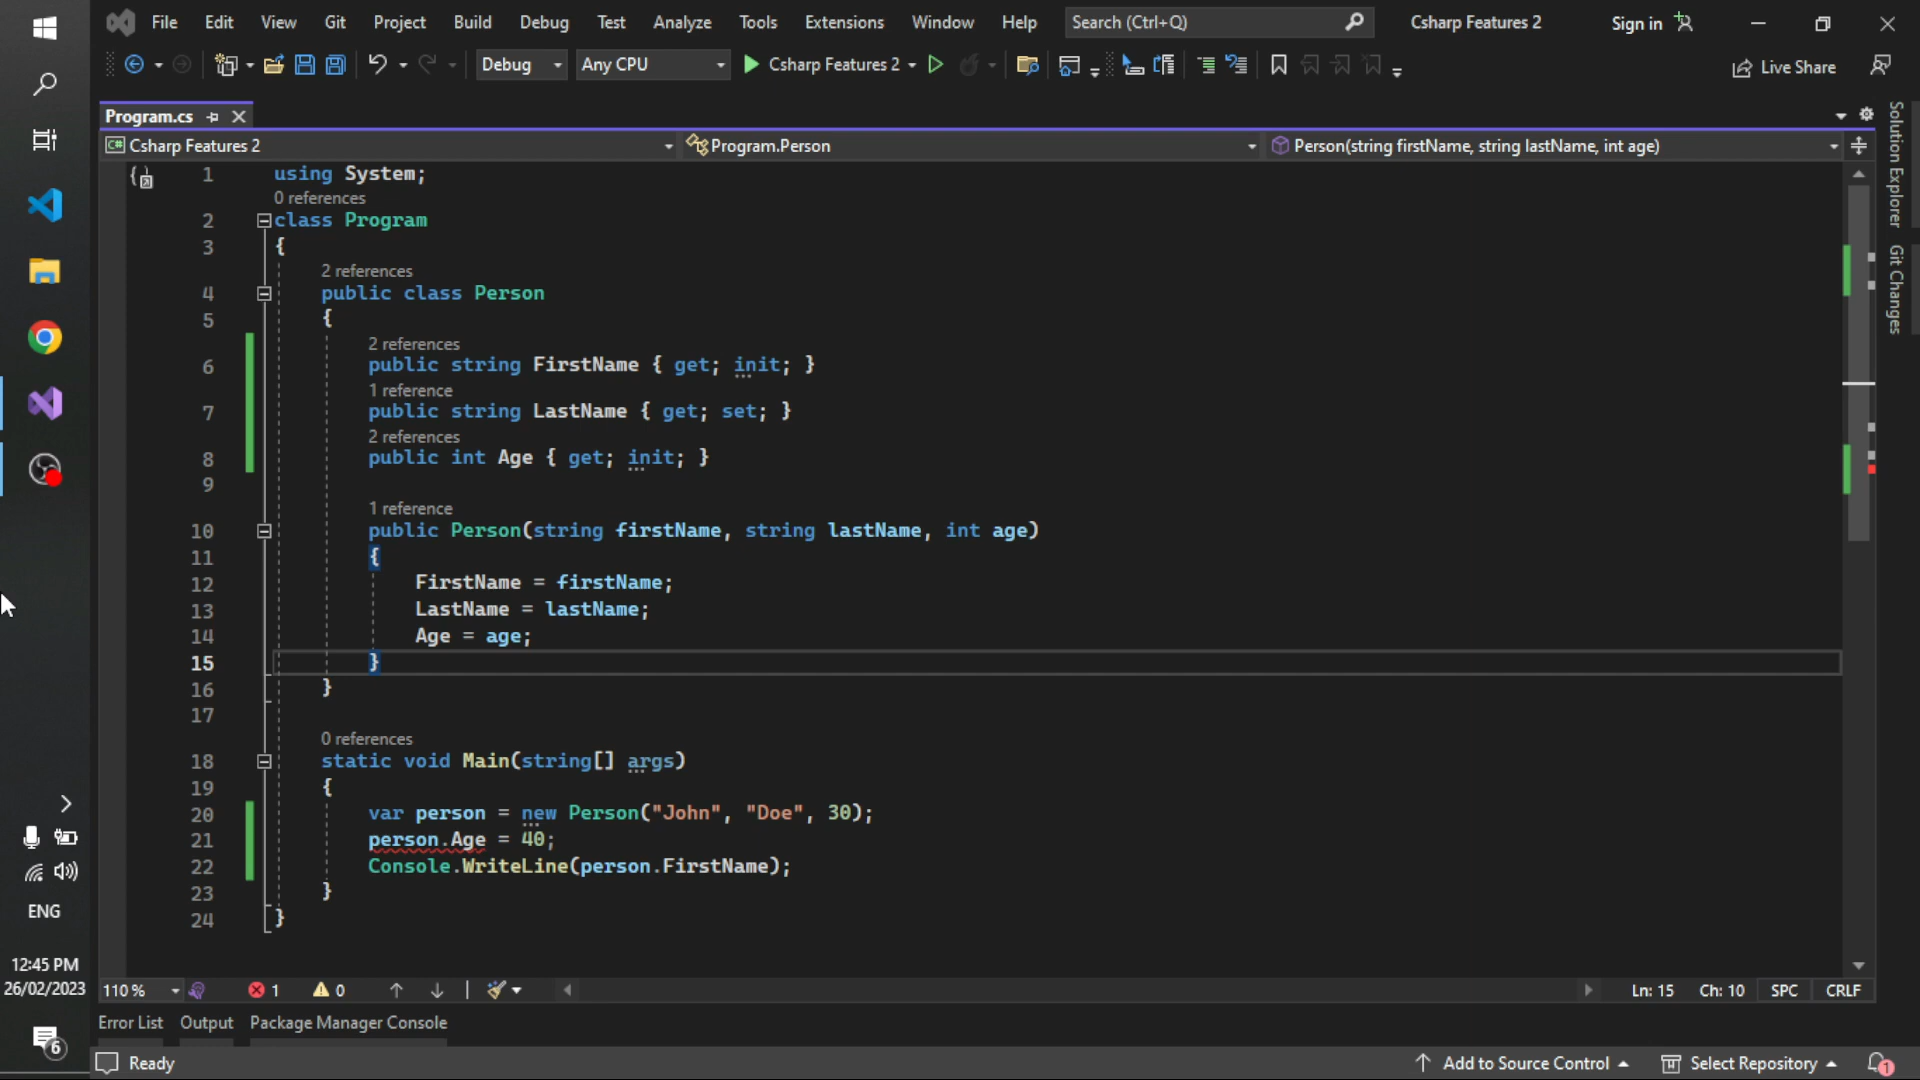 File Edit View Git Project Build Debug Test Analyze Tools Extensions Window Help Search (Ctrl+Q) Csharp Features 2 Sign in
Debug Any CPU Csharp Features 2 Live Share
Program.cs
Csharp Features 2 Program.Person Person(string firstName, string lastName, int age)
Solution Explorer
Git Changes
1 using System;
0 references
2 class Program
3 {
2 references
4 public class Person
5 {
2 references
6 public string FirstName { get; init; }
1 reference
7 public string LastName { get; set; }
2 references
8 public int Age { get; init; }
9
1 reference
10 public Person(string firstName, string lastName, int age)
11 {
12 FirstName = firstName;
13 LastName = lastName;
14 Age = age;
15 }
16 }
17
0 references
18 static void Main(string[] args)
19 {
20 var person = new Person("John", "Doe", 30);
21 person.Age = 40;
22 Console.WriteLine(person.FirstName);
23 }
24 }
ENG
12:45 PM
26/02/2023
6
110 % 1 0 Ln: 15 Ch: 10 SPC CRLF
Error List Output Package Manager Console
Ready Add to Source Control Select Repository 1